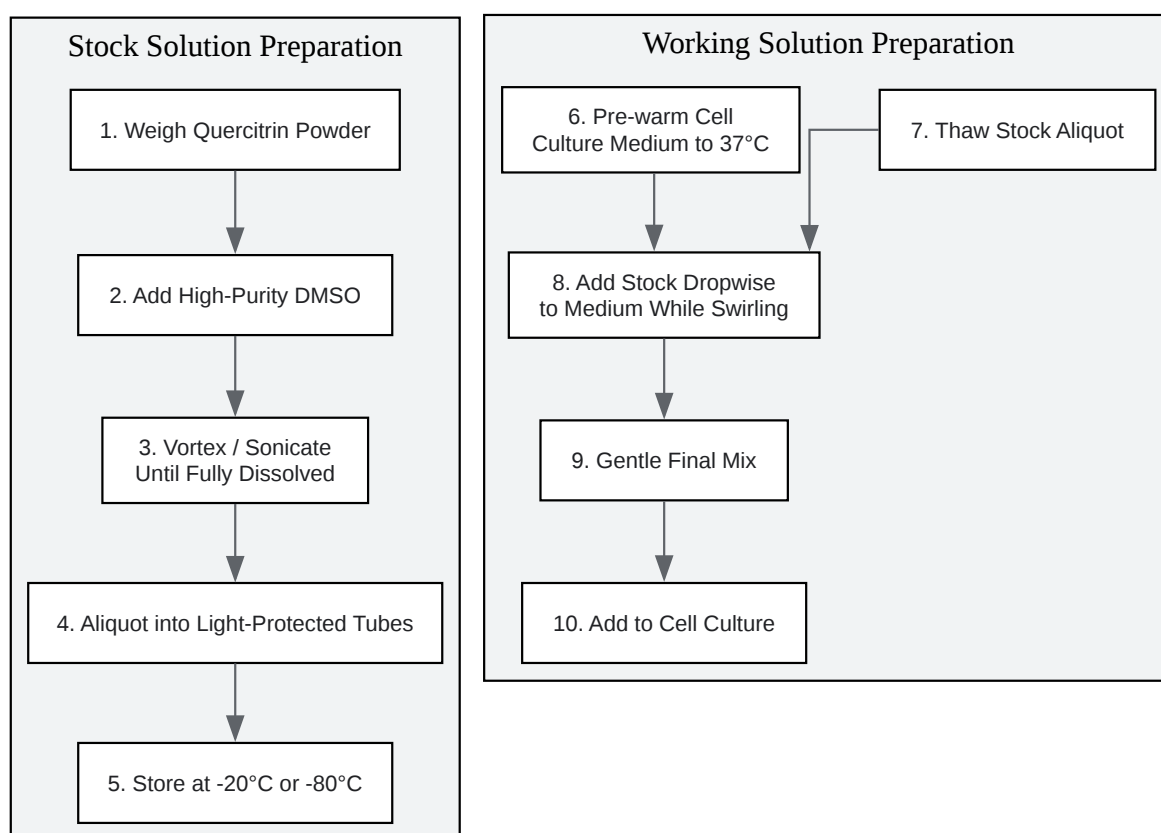 Stock Solution Preparation
1. Weigh Quercitrin Powder
2. Add High-Purity DMSO
3. Vortex / Sonicate
Until Fully Dissolved
4. Aliquot into Light-Protected Tubes
5. Store at -20°C or -80°C
Working Solution Preparation
6. Pre-warm Cell
Culture Medium to 37°C
7. Thaw Stock Aliquot
8. Add Stock Dropwise
to Medium While Swirling
9. Gentle Final Mix
10. Add to Cell Culture